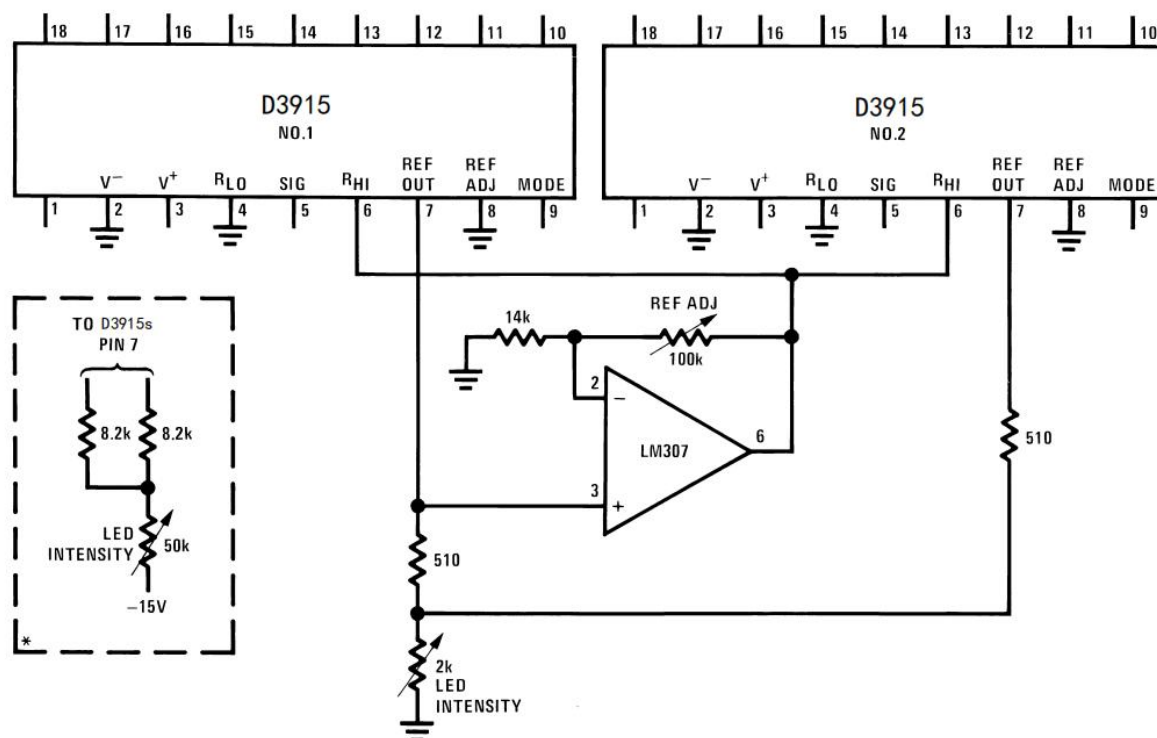 18 17 16 15 14 13 12 11 10
D3915
NO.1
V⁻ V⁺ RLO SIG RHI REF OUT REF ADJ MODE
1 2 3 4 5 6 7 8 9
18 17 16 15 14 13 12 11 10
D3915
NO.2
V⁻ V⁺ RLO SIG RHI REF OUT REF ADJ MODE
1 2 3 4 5 6 7 8 9
TO D3915s
PIN 7
8.2k 8.2k
LED
INTENSITY
50k
−15V
*
14k
REF ADJ
100k
2
−
LM307
6
3
+
510
510
2k
LED
INTENSITY